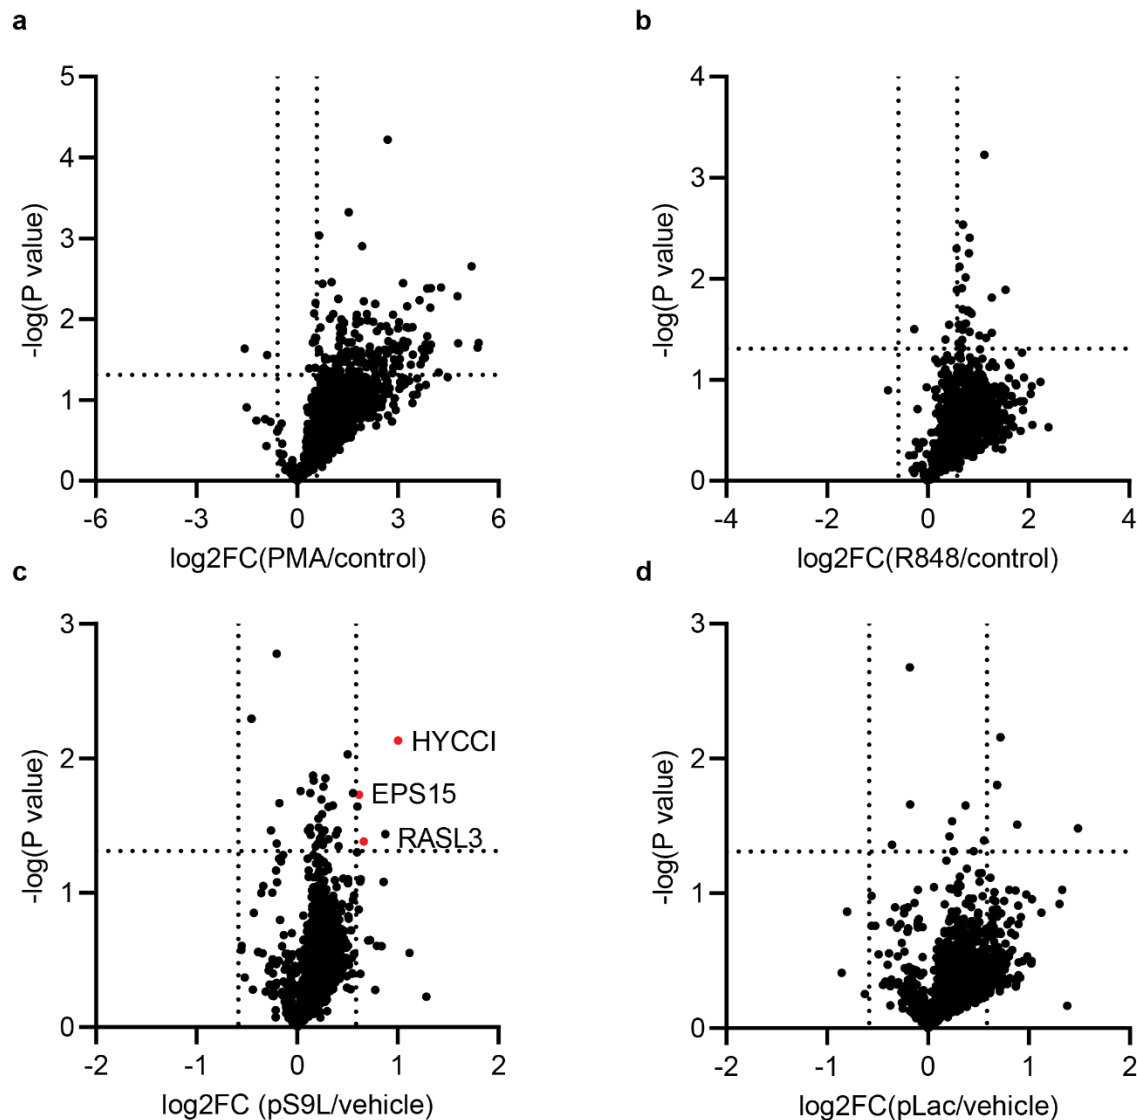 a
5
4
3
2
1
0
-log(P value)
-6
-3
0
3
6
log2FC(PMA/control)
b
4
3
2
1
0
-log(P value)
-4
-2
0
2
4
log2FC(R848/control)
c
3
2
1
0
-log(P value)
HYCCI
EPS15
RASL3
-2
-1
0
1
2
log2FC (pS9L/vehicle)
d
3
2
1
0
-log(P value)
-2
-1
0
1
2
log2FC(pLac/vehicle)